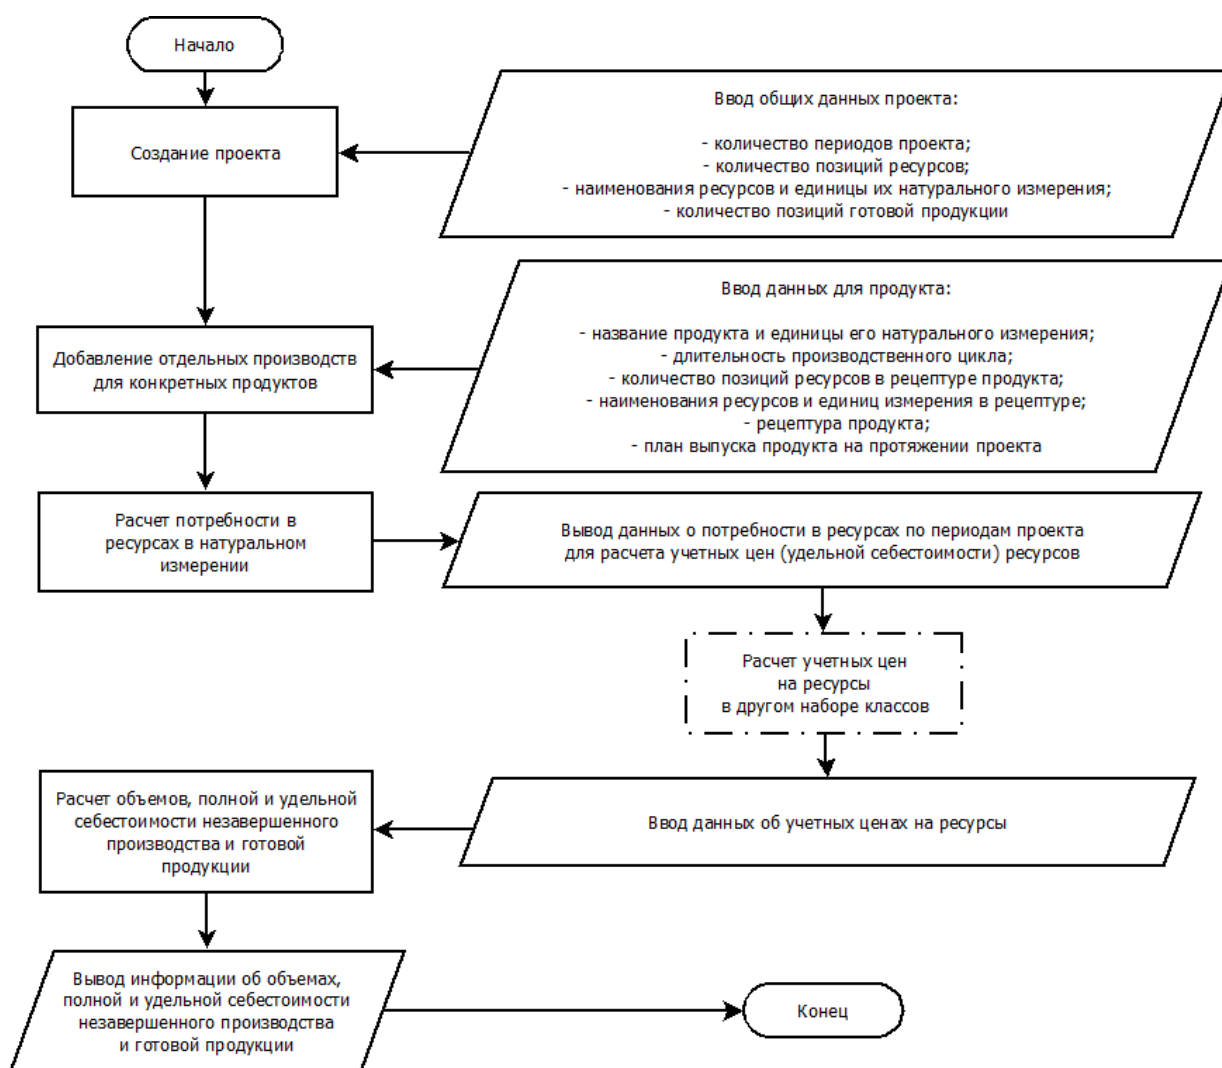 Начало
Ввод общих данных проекта:
- количество периодов проекта;
- количество позиций ресурсов;
- наименования ресурсов и единицы их натурального измерения;
- количество позиций готовой продукции
Создание проекта
Ввод данных для продукта:
- название продукта и единицы его натурального измерения;
- длительность производственного цикла;
- количество позиций ресурсов в рецептуре продукта;
- наименования ресурсов и единиц измерения в рецептуре;
- рецептура продукта;
- план выпуска продукта на протяжении проекта
Добавление отдельных производств
для конкретных продуктов
Расчет потребности в
ресурсах в натуральном
измерении
Вывод данных о потребности в ресурсах по периодам проекта
для расчета учетных цен (удельной себестоимости) ресурсов
Расчет учетных цен
на ресурсы
в другом наборе классов
Ввод данных об учетных ценах на ресурсы
Расчет объемов, полной и удельной
себестоимости незавершенного
производства и готовой
продукции
Вывод информации об объемах,
полной и удельной себестоимости
незавершенного производства
и готовой продукции
Конец